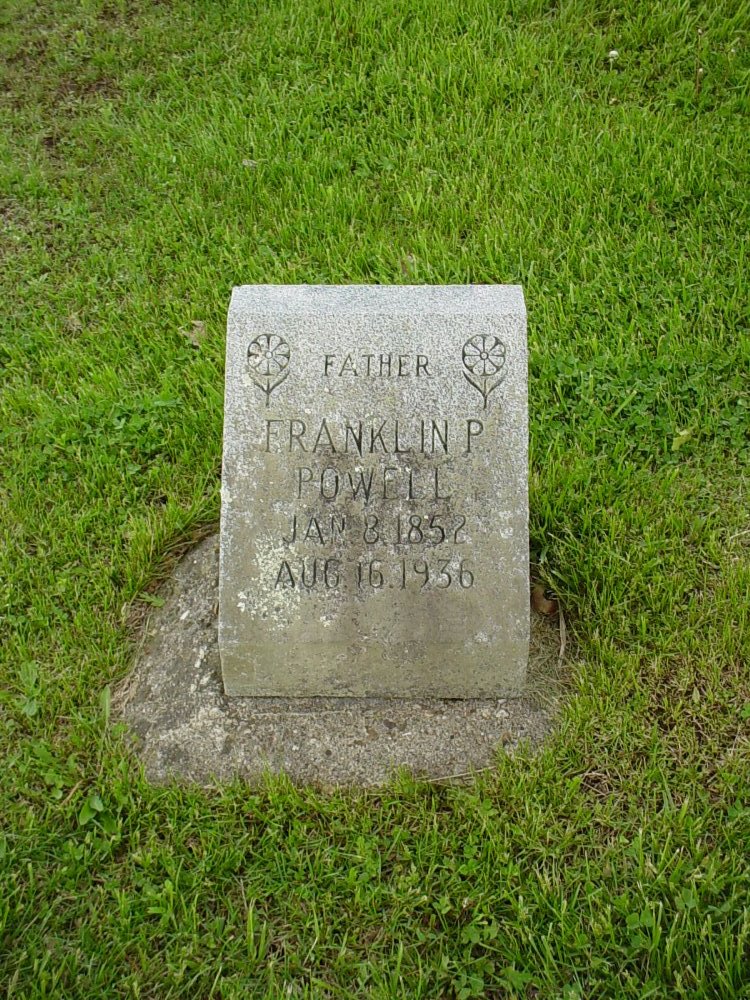 FATHER
FRANKLIN P.
POWELL
JAN 8. 1852
AUG 16. 1936